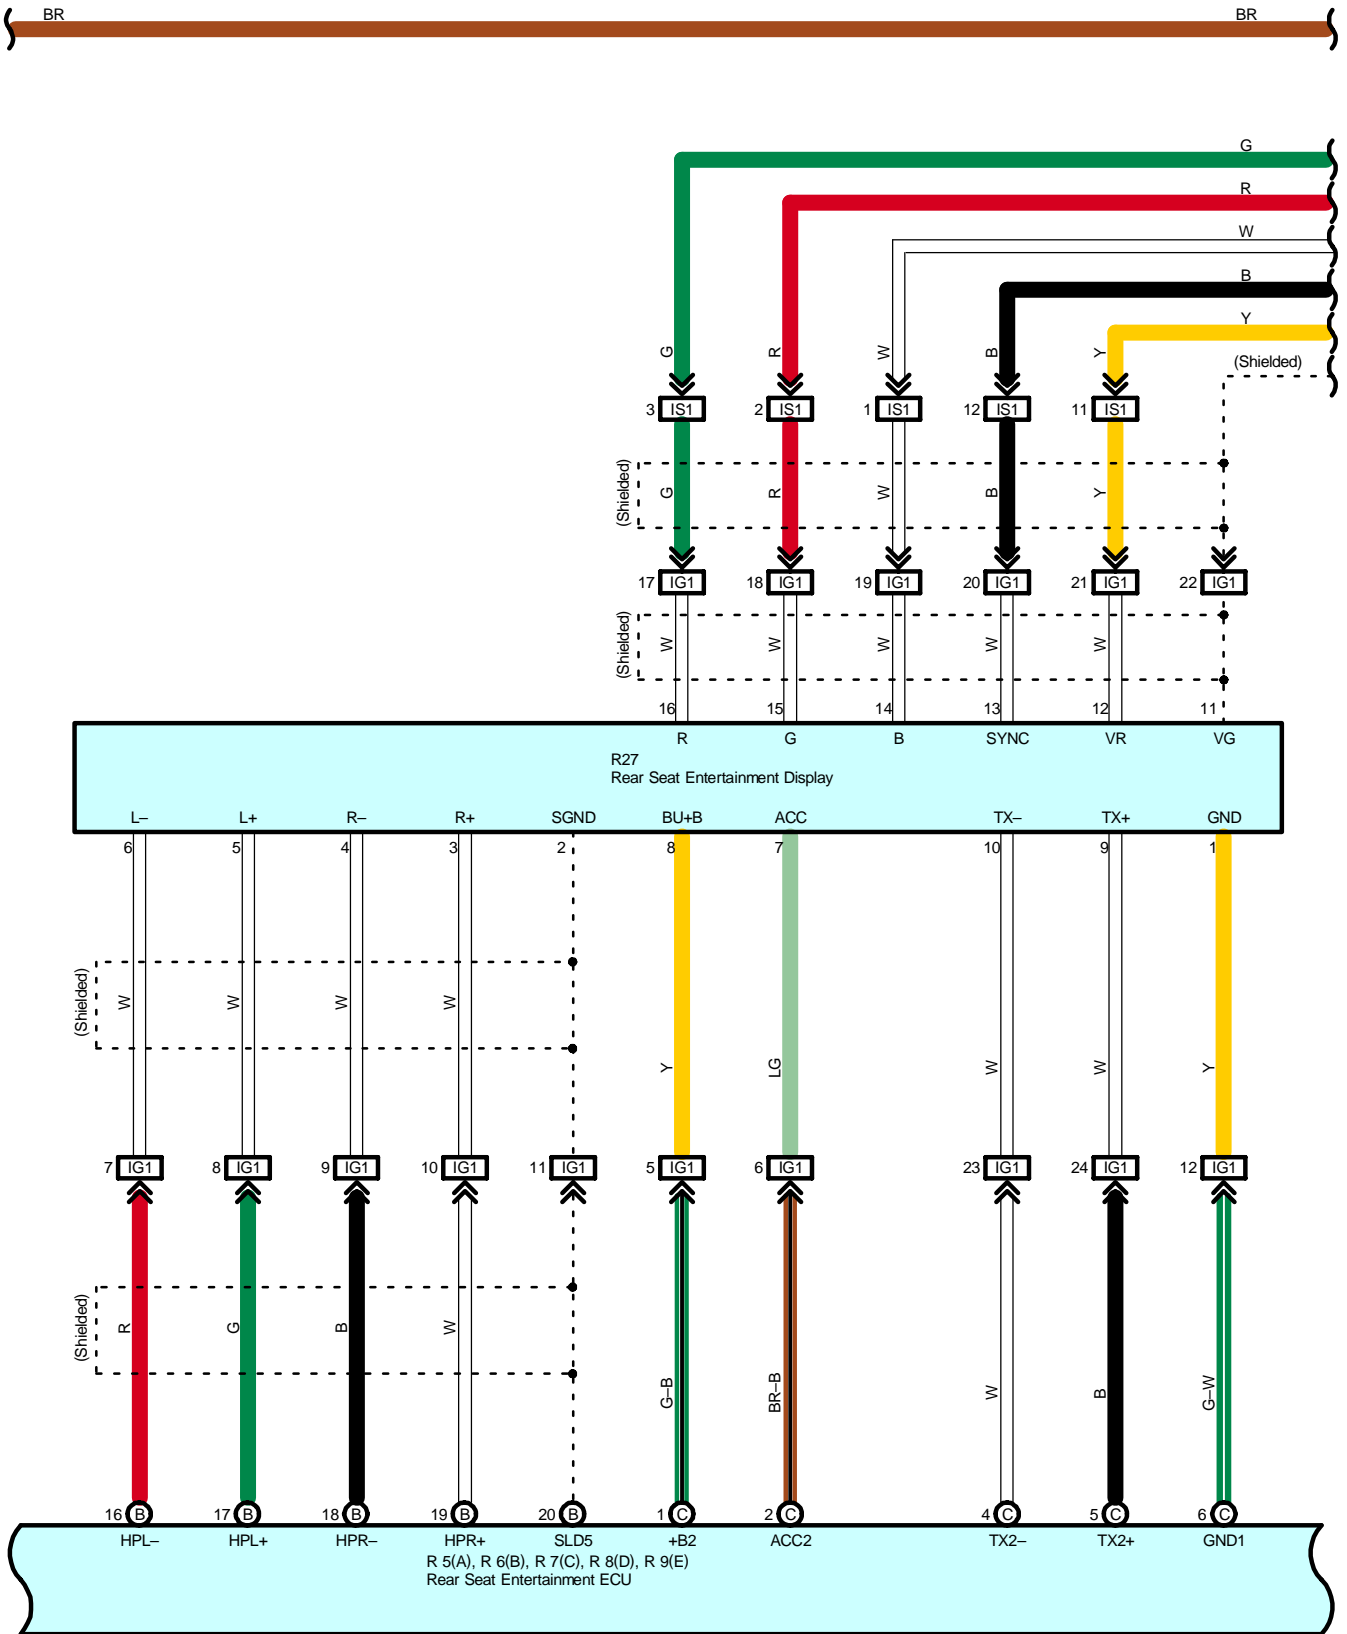 BR BR
G
R
W
B
Y
(Shielded)
G R W B Y
3 IS1 2 IS1 1 IS1 12 IS1 11 IS1
(Shielded) G R W B Y
17 IG1 18 IG1 19 IG1 20 IG1 21 IG1 22 IG1
(Shielded) W W W W W
16 15 14 13 12 11
R G B SYNC VR VG
R27
Rear Seat Entertainment Display
L– L+ R– R+ SGND BU+B ACC TX– TX+ GND
6 5 4 3 2 8 7 10 9 1
(Shielded) W W W W
Y LG W W Y
7 IG1 8 IG1 9 IG1 10 IG1 11 IG1 5 IG1 6 IG1 23 IG1 24 IG1 12 IG1
(Shielded) R G B W
G–B BR–B W B G–W
16 B 17 B 18 B 19 B 20 B 1 C 2 C 4 C 5 C 6 C
HPL– HPL+ HPR– HPR+ SLD5 +B2 ACC2 TX2– TX2+ GND1
R 5(A), R 6(B), R 7(C), R 8(D), R 9(E)
Rear Seat Entertainment ECU